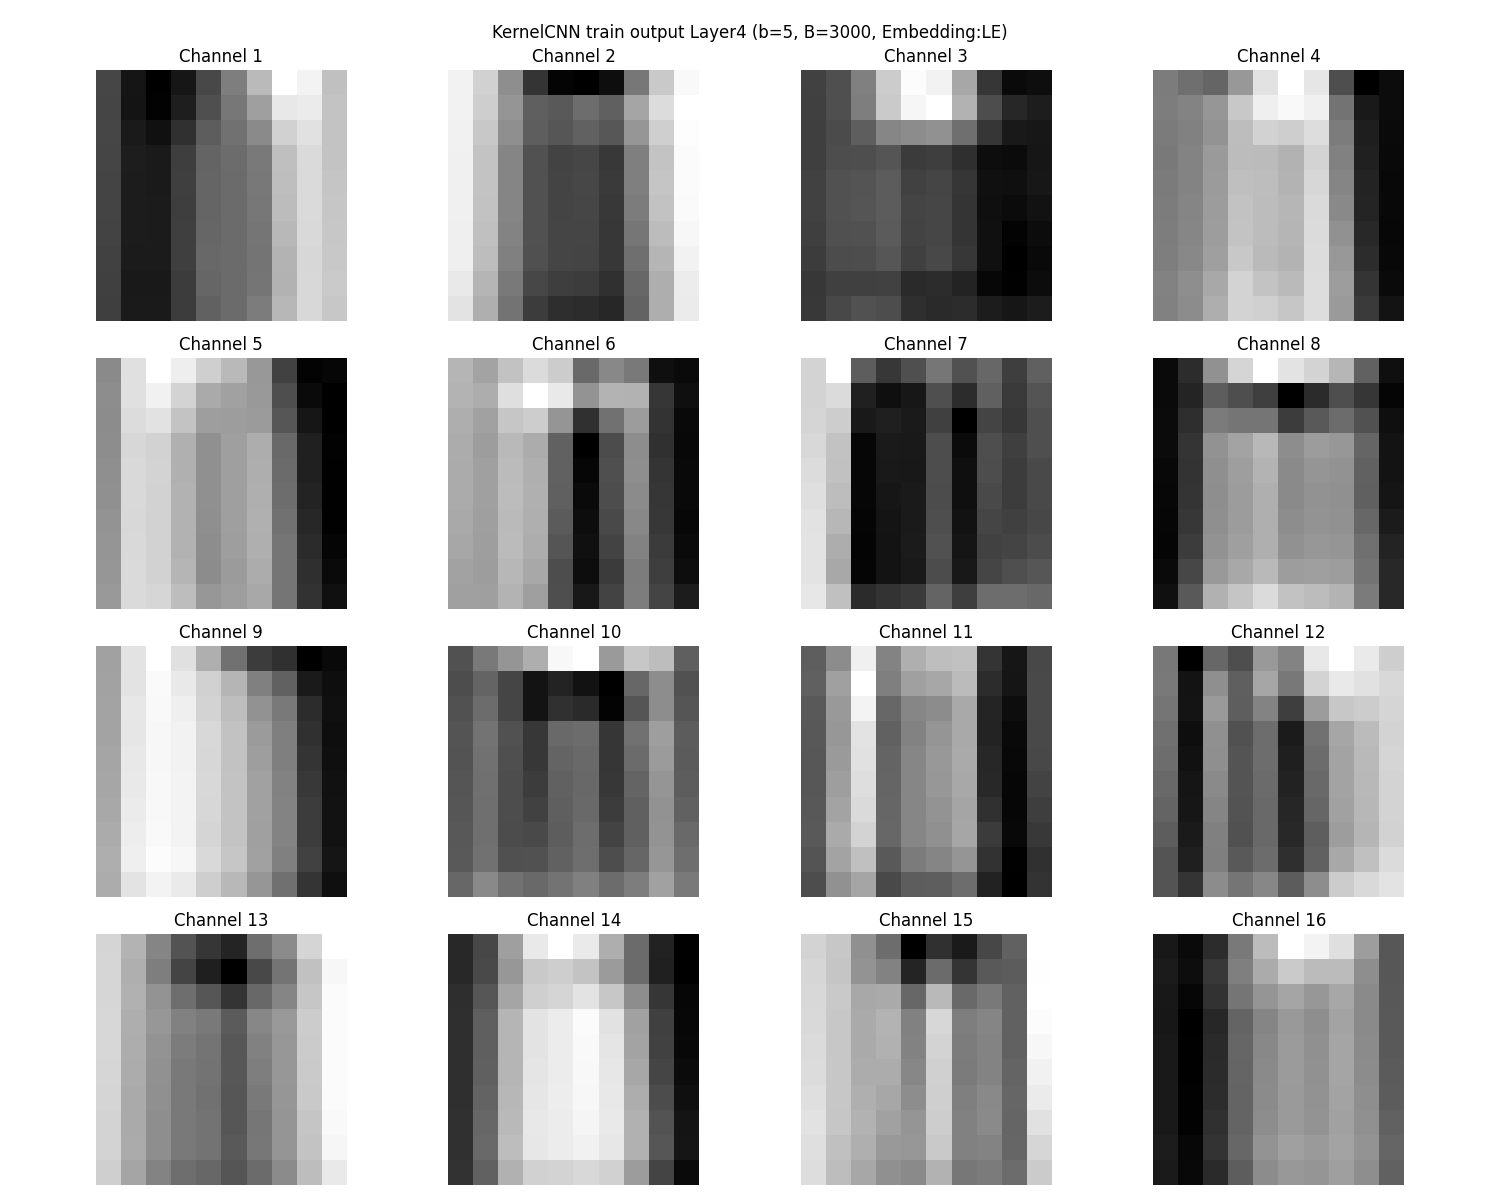 KernelCNN train output Layer4 (b=5, B=3000, Embedding:LE)
Channel 1
Channel 2
Channel 3
Channel 4
Channel 5
Channel 6
Channel 7
Channel 8
Channel 9
Channel 10
Channel 11
Channel 12
Channel 13
Channel 14
Channel 15
Channel 16